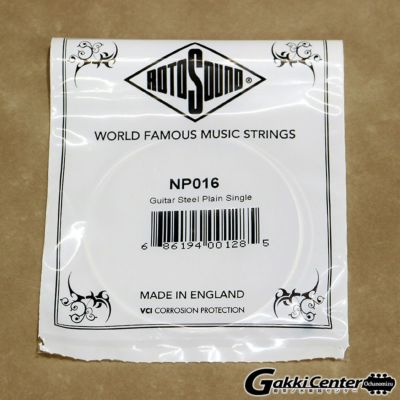 ROTOSOUND®
WORLD FAMOUS MUSIC STRINGS
NP016
Guitar Steel Plain Single
6 86194 00128 5
MADE IN ENGLAND
VCI CORROSION PROTECTION
GakkiCenter
Ochanomizu